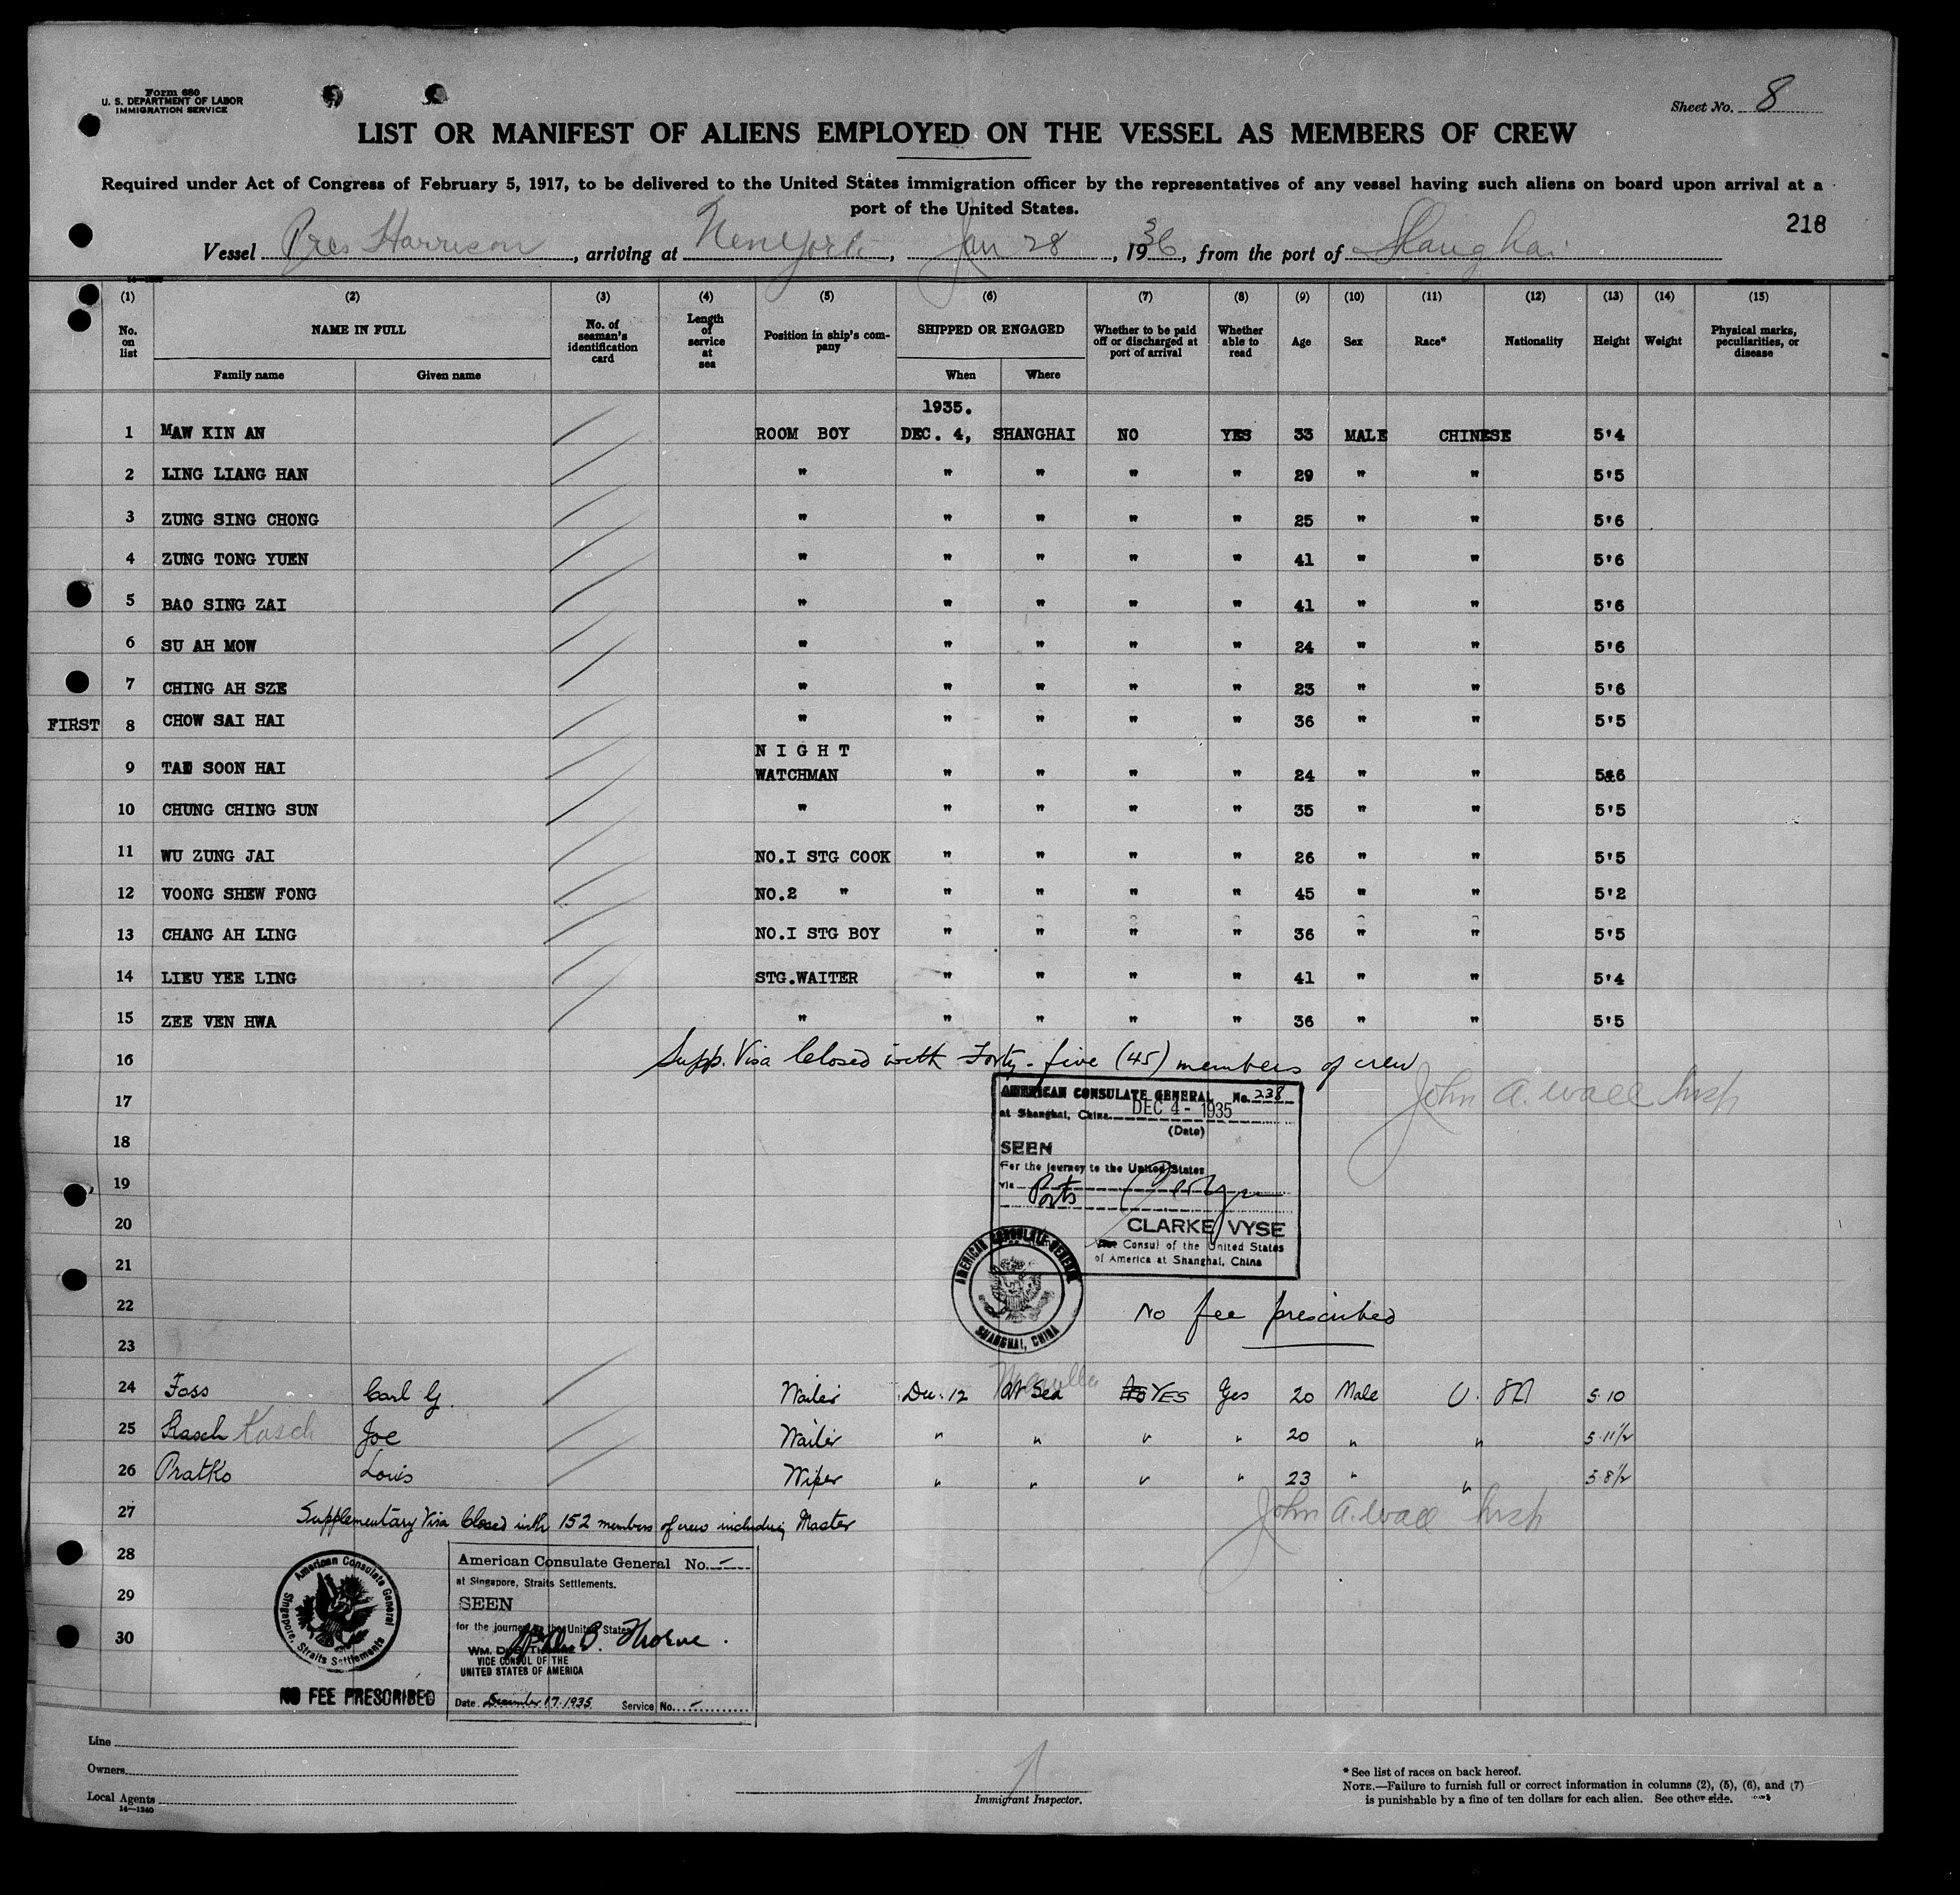 Form 680
U. S. DEPARTMENT OF LABOR
IMMIGRATION SERVICE
Sheet No. 8
LIST OR MANIFEST OF ALIENS EMPLOYED ON THE VESSEL AS MEMBERS OF CREW
Required under Act of Congress of February 5, 1917, to be delivered to the United States immigration officer by the representatives of any vessel having such aliens on board upon arrival at a
port of the United States.
218
Vessel Pres Harrison, arriving at New York, Jan 28, 1936, from the port of Shanghai
(1) (2) (3) (4) (5) (6) (7) (8) (9) (10) (11) (12) (13) (14) (15)
No. on list NAME IN FULL No. of seaman's identification card Length of service at sea Position in ship's company SHIPPED OR ENGAGED Whether to be paid off or discharged at port of arrival Whether able to read Age Sex Race* Nationality Height Weight Physical marks, peculiarities, or disease
Family name Given name When Where
1935.
1 MAW KIN AN ROOM BOY DEC. 4, SHANGHAI NO YES 33 MALE CHINESE 5'4
2 LING LIANG HAN " " " " " 29 " " 5'5
3 ZUNG SING CHONG " " " " " 25 " " 5'6
4 ZUNG TONG YUEN " " " " " 41 " " 5'6
5 BAO SING ZAI " " " " " 41 " " 5'6
6 SU AH MOW " " " " " 24 " " 5'6
7 CHING AH SZE " " " " " 23 " " 5'6
FIRST 8 CHOW SAI HAI " " " " " 36 " " 5'5
N I G H T
9 TAE SOON HAI WATCHMAN " " " " 24 " " 5&6
10 CHUNG CHING SUN " " " " " 35 " " 5'5
11 WU ZUNG JAI NO.I STG COOK " " " " 26 " " 5'5
12 VOONG SHEW FONG NO.2 " " " " " 45 " " 5'2
13 CHANG AH LING NO.I STG BOY " " " " 36 " " 5'5
14 LIEU YEE LING STG.WAITER " " " " 41 " " 5'4
15 ZEE VEN HWA " " " " " 36 " " 5'5
16 Supp. Visa Closed with Forty-five (45) members of crew
17 AMERICAN CONSULATE GENERAL No. 238 John A. Wall Insp
at Shanghai, China DEC 4 - 1935
(Date)
18 SEEN
For the journey to the United States
19 via Ports
20 CLARKE VYSE
Vice Consul of the United States
of America at Shanghai, China
21
AMERICAN CONSULATE GENERAL
SHANGHAI, CHINA
22 No fee prescribed
23
Manilla
24 Foss Carl G. Waiter Dec. 12 At Sea No YES Yes 20 Male U. SA 5 10
25 Rasch Kasch Joe Waiter " " " " 20 " " 5 11 1/2
26 Pratko Louis Wiper " " " " 23 " " 5 8 1/2
27 Supplementary Visa Closed with 152 members of crew including Master John A. Wall Insp
28 American Consulate General No. -
at Singapore, Straits Settlements.
29 SEEN
30 for the journey to the United States
B. Thorne.
VICE CONSUL OF THE
UNITED STATES OF AMERICA
Date December 17, 1935 Service No. -
American Consulate General
Singapore, Straits Settlements
NO FEE PRESCRIBED
Line
Owners
Local Agents
14—1240
Immigrant Inspector.
* See list of races on back hereof.
NOTE.—Failure to furnish full or correct information in columns (2), (5), (6), and (7)
is punishable by a fine of ten dollars for each alien. See other side.